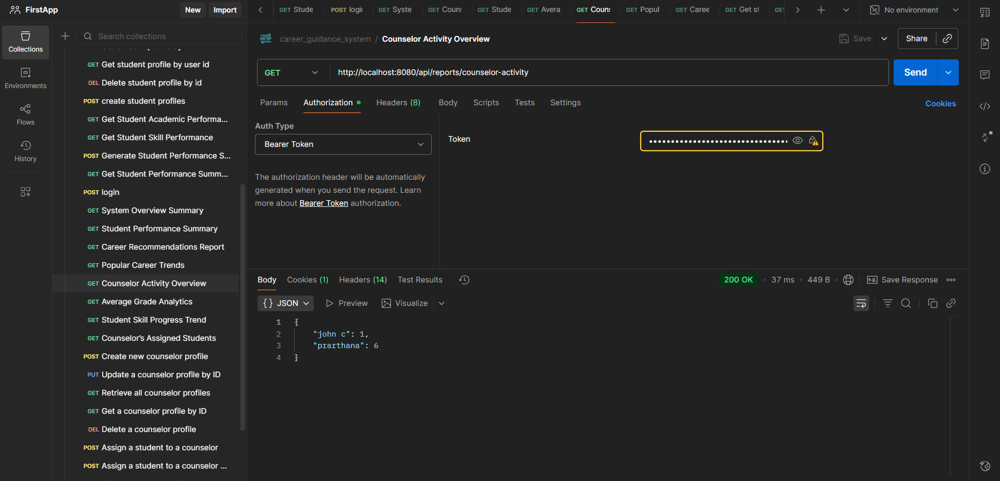 FirstApp
New
Import
GET Stude
POST login
GET Syste
GET Couns
GET Stude
GET Avera
GET Couns
GET Popul
GET Caree
GET Get st
GET
No environment
Collections
Environments
Flows
History
Search collections
GET Get student profile by user id
DEL Delete student profile by id
POST create student profiles
GET Get Student Academic Performa...
GET Get Student Skill Performance
POST Generate Student Performance S...
GET Get Student Performance Summ...
POST login
GET System Overview Summary
GET Student Performance Summary
GET Career Recommendations Report
GET Popular Career Trends
GET Counselor Activity Overview
GET Average Grade Analytics
GET Student Skill Progress Trend
GET Counselor's Assigned Students
POST Create new counselor profile
PUT Update a counselor profile by ID
GET Retrieve all counselor profiles
GET Get a counselor profile by ID
DEL Delete a counselor profile
POST Assign a student to a counselor
POST Assign a student to a counselor ...
HTTP career_guidance_system / Counselor Activity Overview
Save
Share
GET http://localhost:8080/api/reports/counselor-activity
Send
Params Authorization Headers (8) Body Scripts Tests Settings
Cookies
Auth Type
Bearer Token
The authorization header will be automatically
generated when you send the request. Learn
more about Bearer Token authorization.
Token
Body Cookies (1) Headers (14) Test Results
200 OK • 37 ms • 449 B •
e.g. Save Response
{} JSON Preview Visualize
1 {
2 "john c": 1,
3 "prarthana": 6
4 }